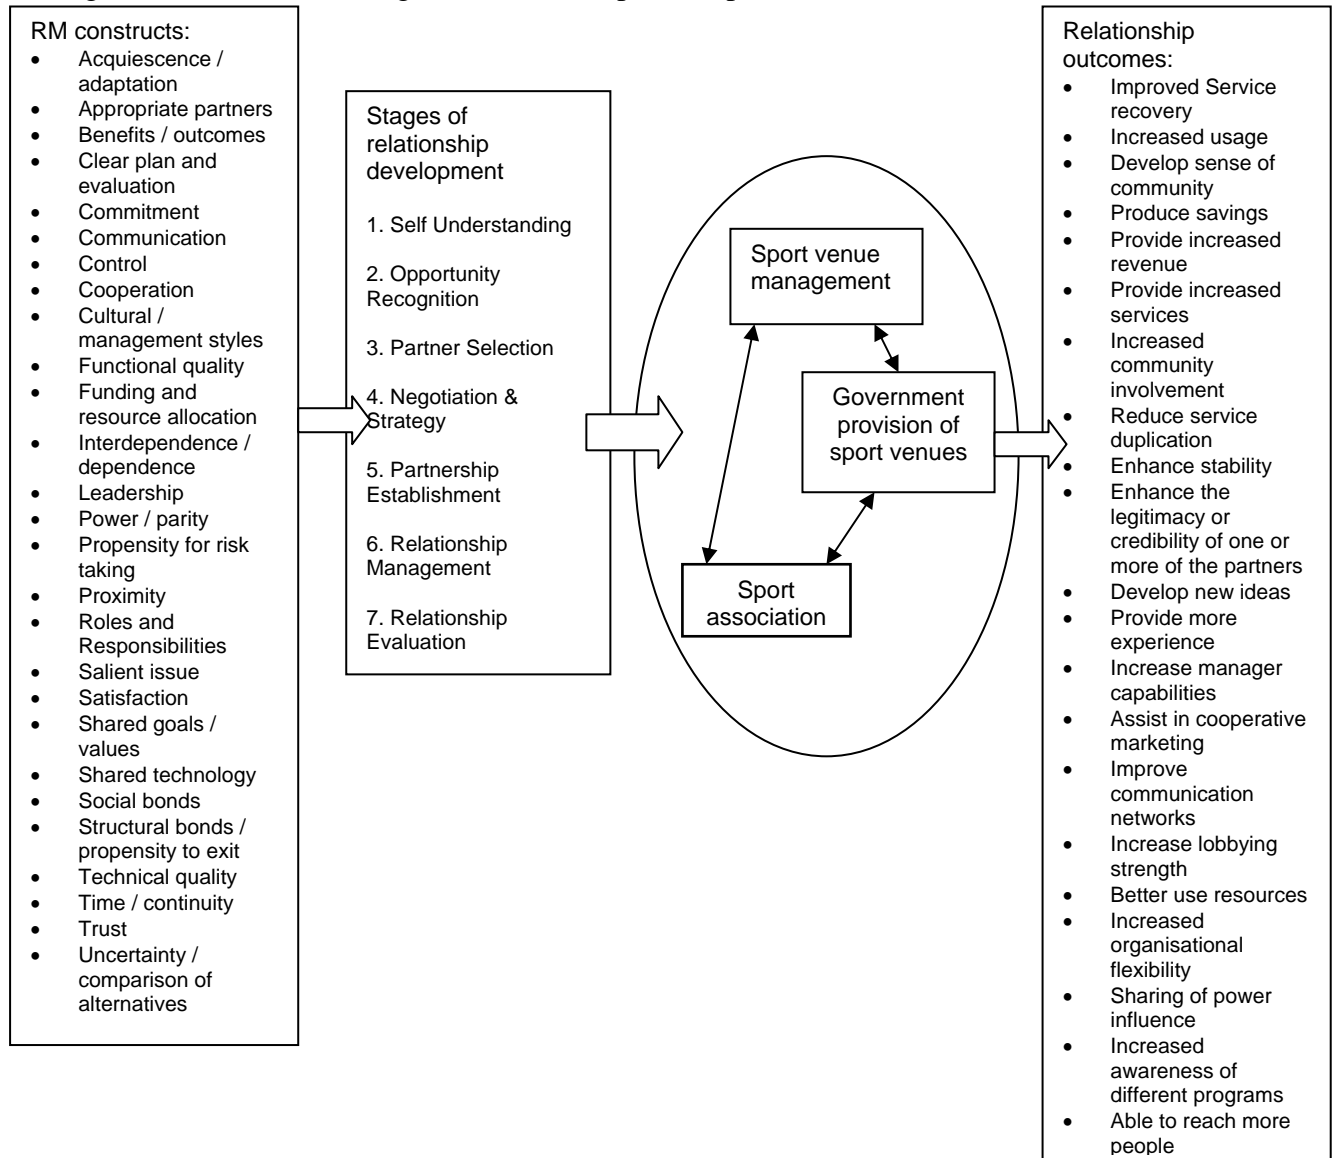 RM constructs:
• Acquiescence /
adaptation
• Appropriate partners
• Benefits / outcomes
• Clear plan and
evaluation
• Commitment
• Communication
• Control
• Cooperation
• Cultural /
management styles
• Functional quality
• Funding and
resource allocation
• Interdependence /
dependence
• Leadership
• Power / parity
• Propensity for risk
taking
• Proximity
• Roles and
Responsibilities
• Salient issue
• Satisfaction
• Shared goals /
values
• Shared technology
• Social bonds
• Structural bonds /
propensity to exit
• Technical quality
• Time / continuity
• Trust
• Uncertainty /
comparison of
alternatives
Stages of
relationship
development
1. Self Understanding
2. Opportunity
Recognition
3. Partner Selection
4. Negotiation &
Strategy
5. Partnership
Establishment
6. Relationship
Management
7. Relationship
Evaluation
Sport venue
management
Government
provision of
sport venues
Sport
association
Relationship
outcomes:
• Improved Service
recovery
• Increased usage
• Develop sense of
community
• Produce savings
• Provide increased
revenue
• Provide increased
services
• Increased
community
involvement
• Reduce service
duplication
• Enhance stability
• Enhance the
legitimacy or
credibility of one or
more of the partners
• Develop new ideas
• Provide more
experience
• Increase manager
capabilities
• Assist in cooperative
marketing
• Improve
communication
networks
• Increase lobbying
strength
• Better use resources
• Increased
organisational
flexibility
• Sharing of power
influence
• Increased
awareness of
different programs
• Able to reach more
people